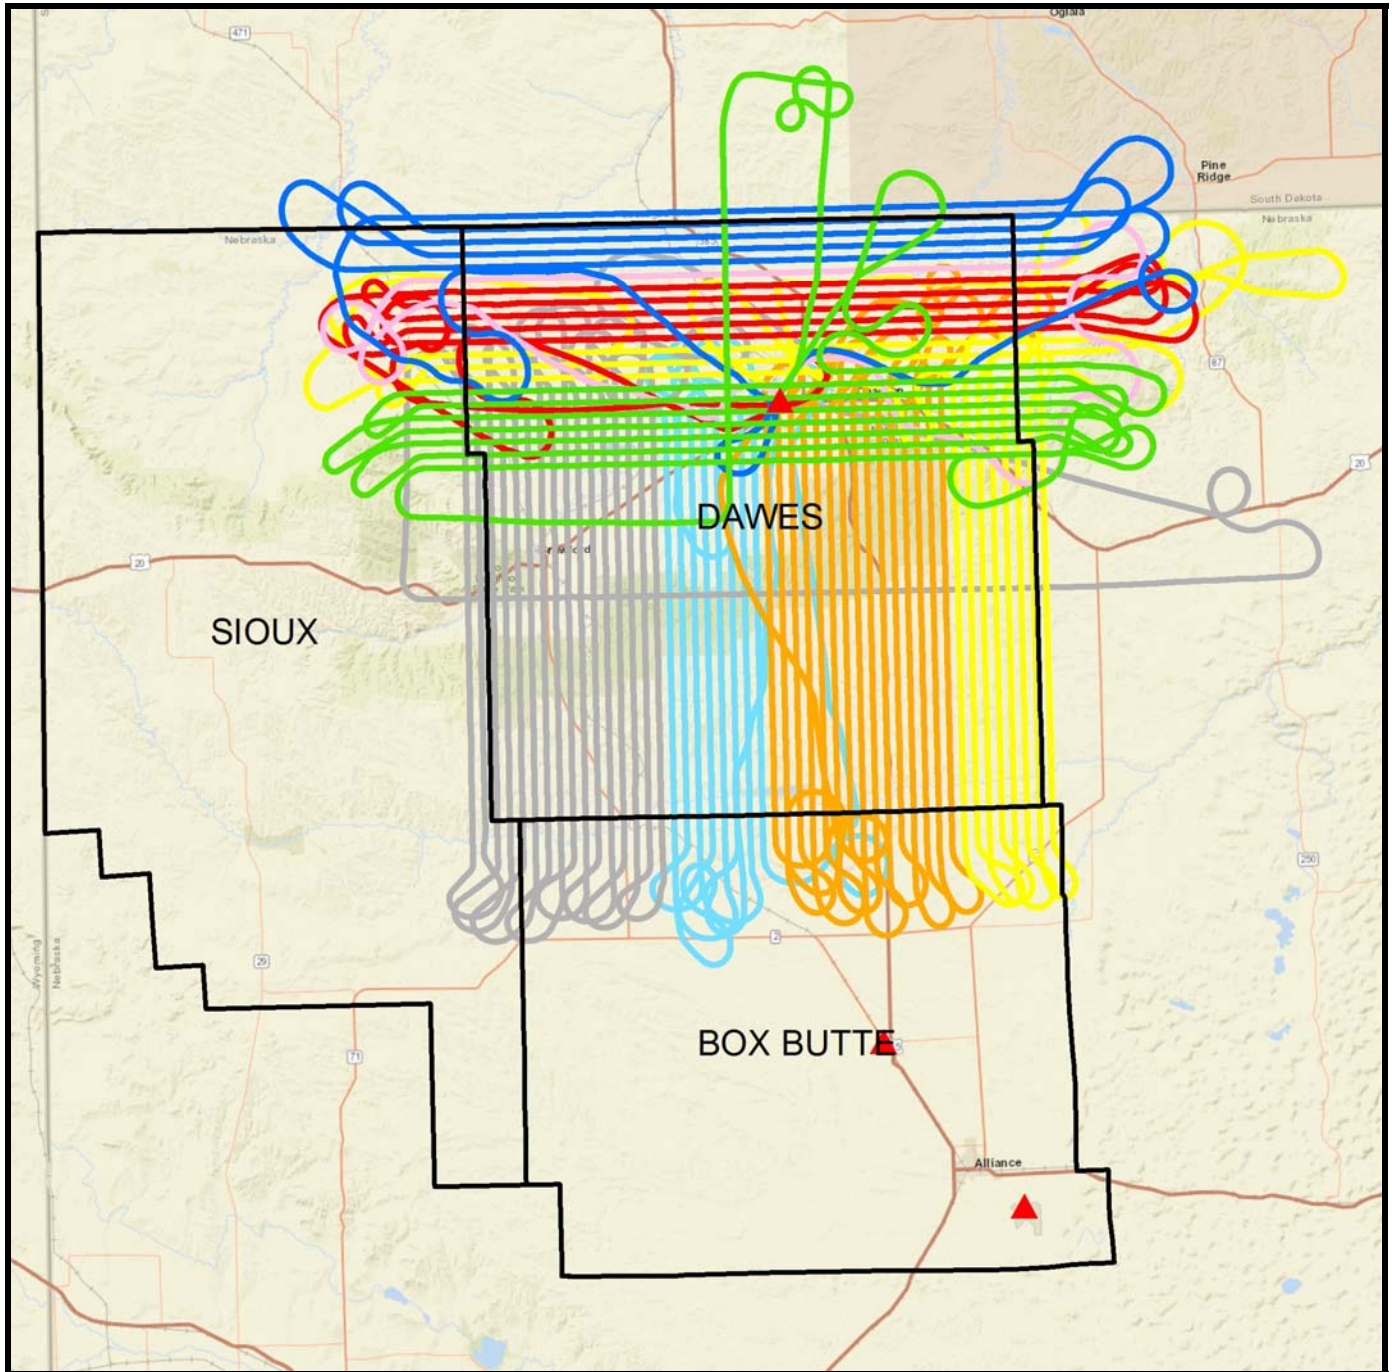 Oglala
471
Pine
Ridge
South Dakota
Nebraska
Nebraska
385
87
20
DAWES
20
SIOUX
250
2
29
Wyoming
Nebraska
BOX BUTTE
71
Alliance